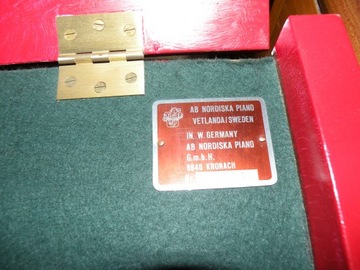 AB NORDISKA PIANO
VETLANDA/SWEDEN
IN. W. GERMANY
AB NORDISKA PIANO
G.m.b.H.
8640 KRONACH